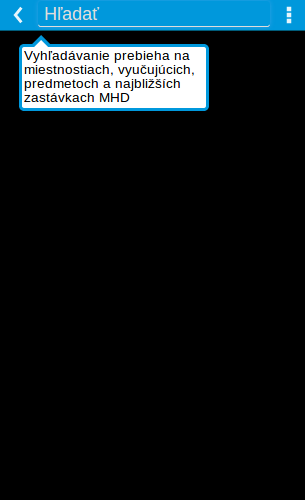 Hľadať
Vyhľadávanie prebieha na
miestnostiach, vyučujúcich,
predmetoch a najbližších
zastávkach MHD